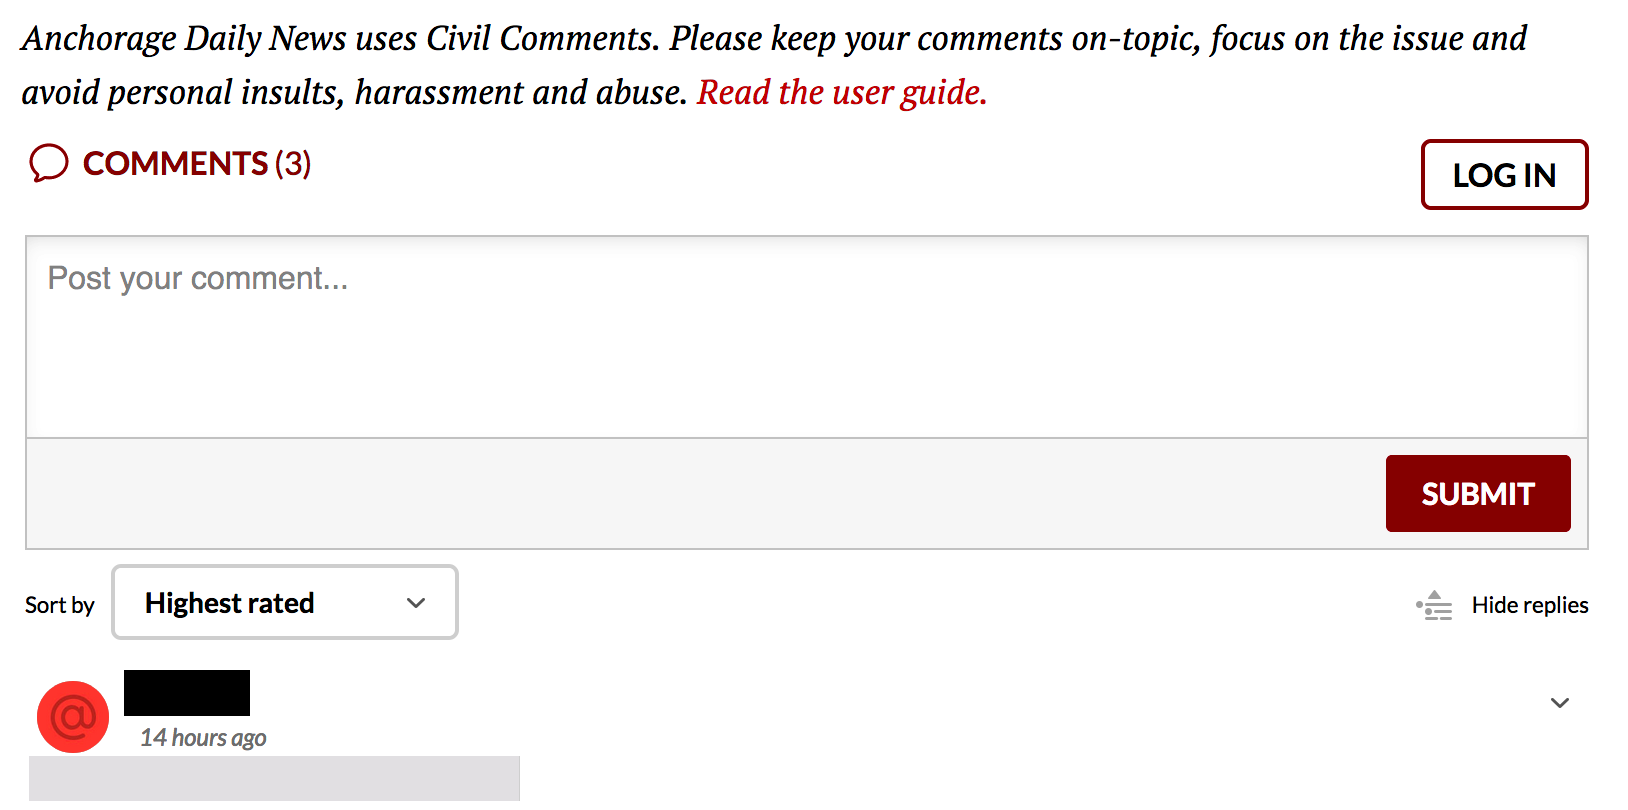 Anchorage Daily News uses Civil Comments. Please keep your comments on-topic, focus on the issue and
avoid personal insults, harassment and abuse. Read the user guide.
COMMENTS (3)
LOG IN
Post your comment...
SUBMIT
Sort by Highest rated
Hide replies
@
14 hours ago